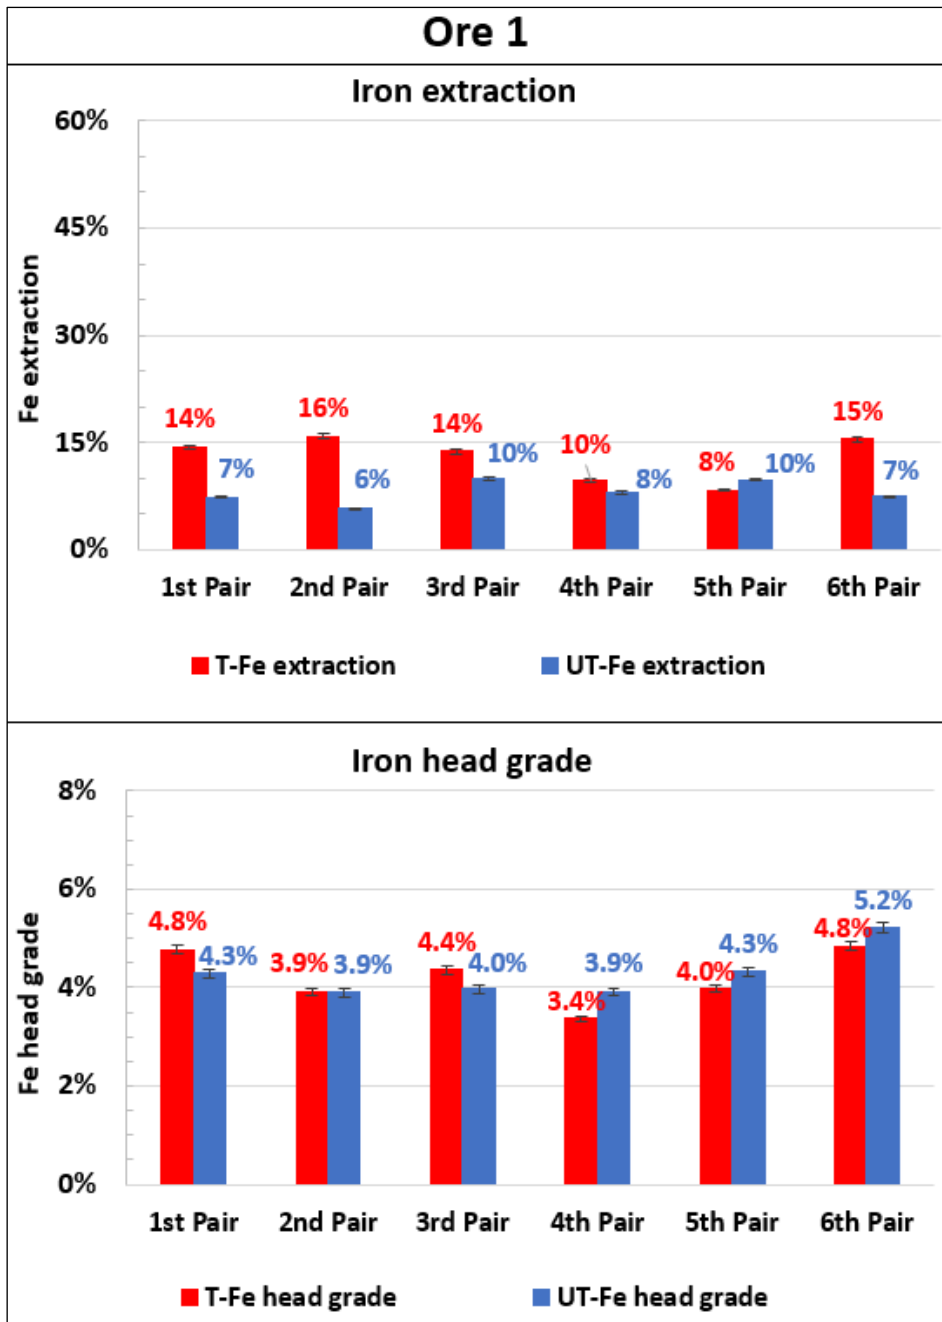 Ore 1
Iron extraction
60%
45%
30%
15%
0%
Fe extraction
14%
7%
16%
6%
14%
10%
10%
8%
8%
10%
15%
7%
1st Pair
2nd Pair
3rd Pair
4th Pair
5th Pair
6th Pair
T-Fe extraction
UT-Fe extraction
Iron head grade
8%
6%
4%
2%
0%
Fe head grade
4.8%
4.3%
3.9%
3.9%
4.4%
4.0%
3.4%
3.9%
4.0%
4.3%
4.8%
5.2%
1st Pair
2nd Pair
3rd Pair
4th Pair
5th Pair
6th Pair
T-Fe head grade
UT-Fe head grade